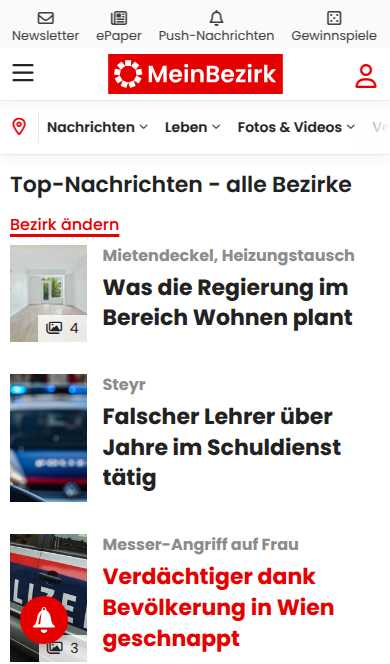 Newsletter ePaper Push-Nachrichten Gewinnspiele
MeinBezirk
Nachrichten Leben Fotos & Videos Ve
Top-Nachrichten - alle Bezirke
Bezirk ändern
Mietendeckel, Heizungstausch
Was die Regierung im
Bereich Wohnen plant
4
Steyr
Falscher Lehrer über
Jahre im Schuldienst
tätig
Messer-Angriff auf Frau
Verdächtiger dank
Bevölkerung in Wien
geschnappt
3